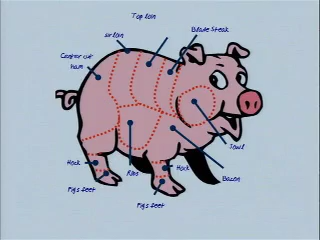 Top loin
Blade Steak
sirloin
Center cut
ham
Jowl
Hock
Ribs
Hock
Bacon
Pigs feet
Pigs feet